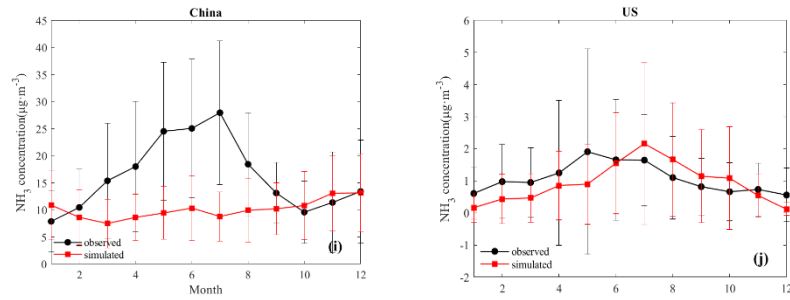 China
45
40
35
30
25
20
15
10
5
0
NH3 concentration(μg·m-3)
observed
simulated
(i)
2 4 6 8 10 12
Month
US
6
5
4
3
2
1
0
-1
-2
NH3 concentration(μg·m-3)
observed
simulated
(j)
2 4 6 8 10 12